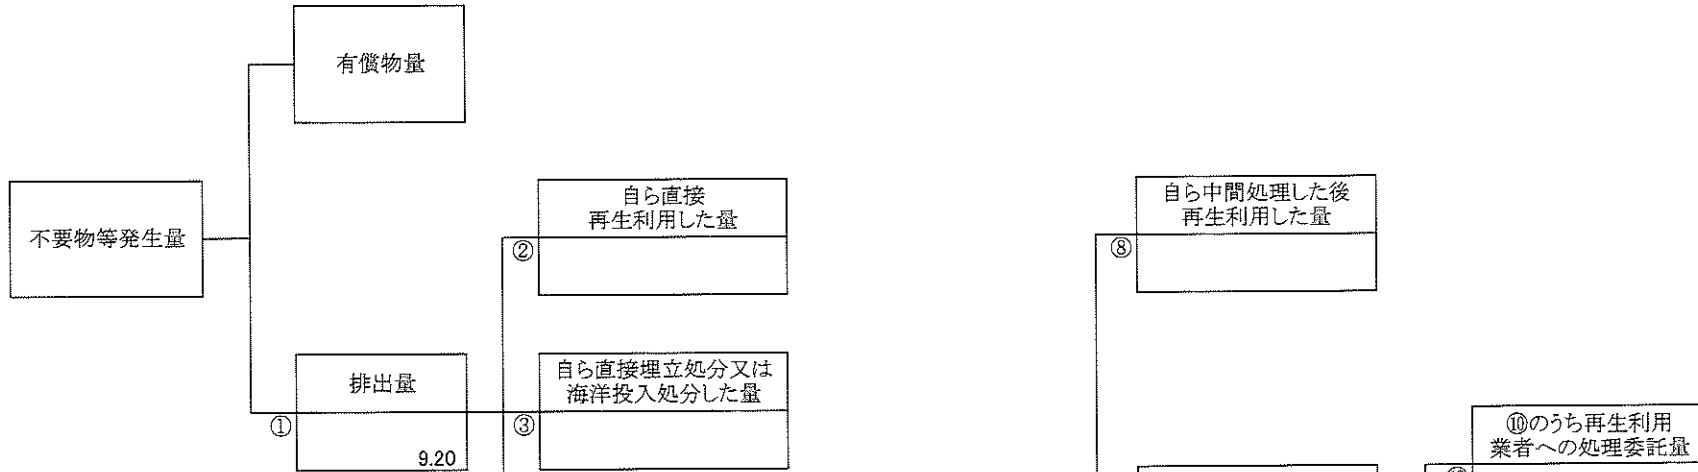 有償物量
不要物等発生量
自ら直接
再生利用した量
②
自ら中間処理した後
再生利用した量
⑧
排出量
①
9.20
自ら直接埋立処分又は
海洋投入処分した量
③
⑩のうち再生利用
業者への処理委託量